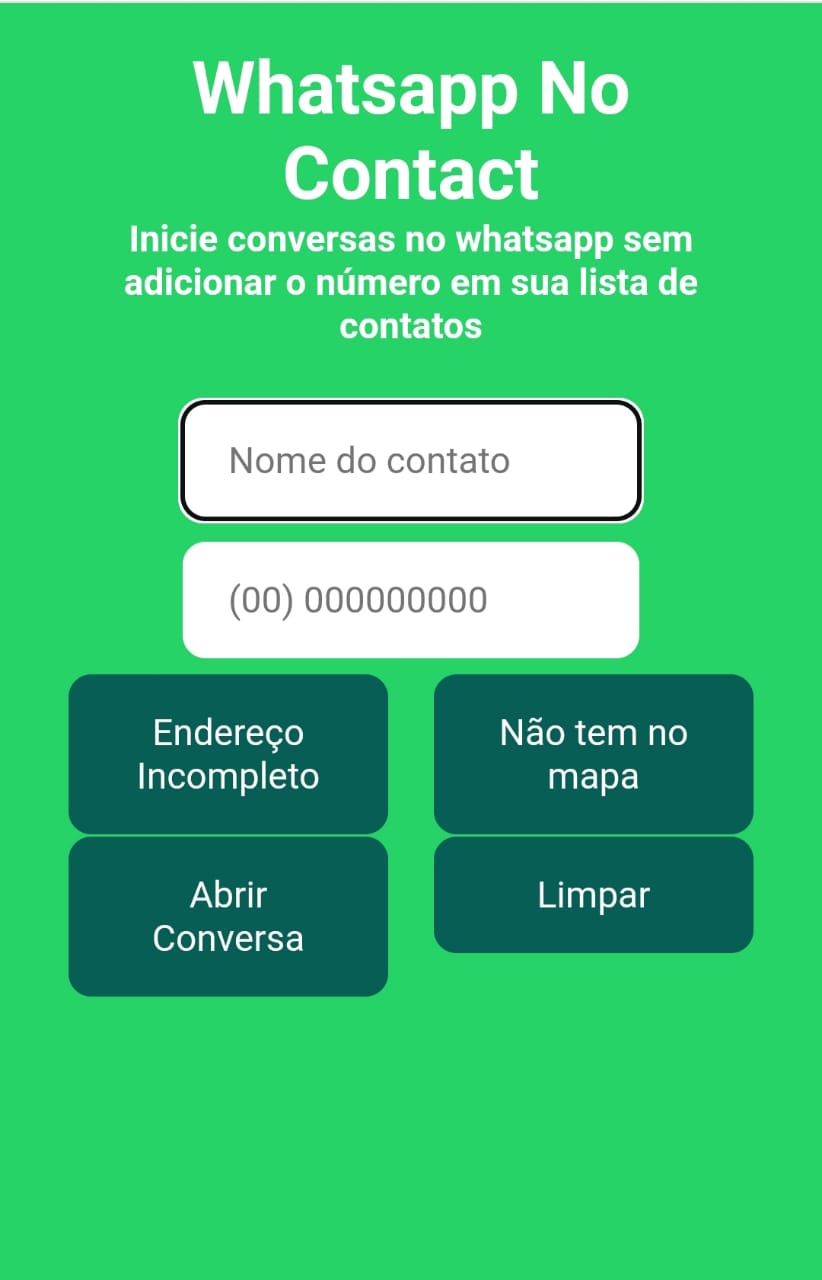 Whatsapp No
Contact
Inicie conversas no whatsapp sem
adicionar o número em sua lista de
contatos
Nome do contato
(00) 000000000
Endereço
Incompleto
Não tem no
mapa
Abrir
Conversa
Limpar